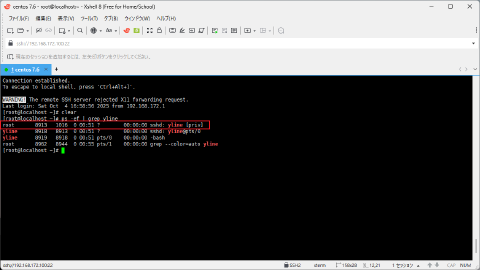 centos 7.6 - root@localhost:~ - Xshell 8 (Free for Home/School)
ファイル(F) 編集(E) 表示(V) ツール(T) タブ(B) ウィンドウ(W) ヘルプ(H)
ssh://192.168.172.100:22
1 centos 7.6
Connection established.
To escape to local shell, press 'Ctrl+Alt+]'.
WARNING! The remote SSH server rejected X11 forwarding request.
Last login: Sat Oct 4 16:56:56 2025 from 192.168.172.1
[root@localhost ~]# clear
[root@localhost ~]# ps -ef | grep yline
root 8913 1016 0 00:51 ? 00:00:00 sshd: yline [priv]
yline 8918 8913 0 00:51 ? 00:00:00 sshd: yline@pts/0
yline 8919 8918 0 00:51 pts/0 00:00:00 -bash
root 8962 8944 0 00:55 pts/1 00:00:00 grep --color=auto yline
[root@localhost ~]#
ssh://192.168.172.100:22 SSH2 xterm 158x28 12,21 1 セッション CAP NUM